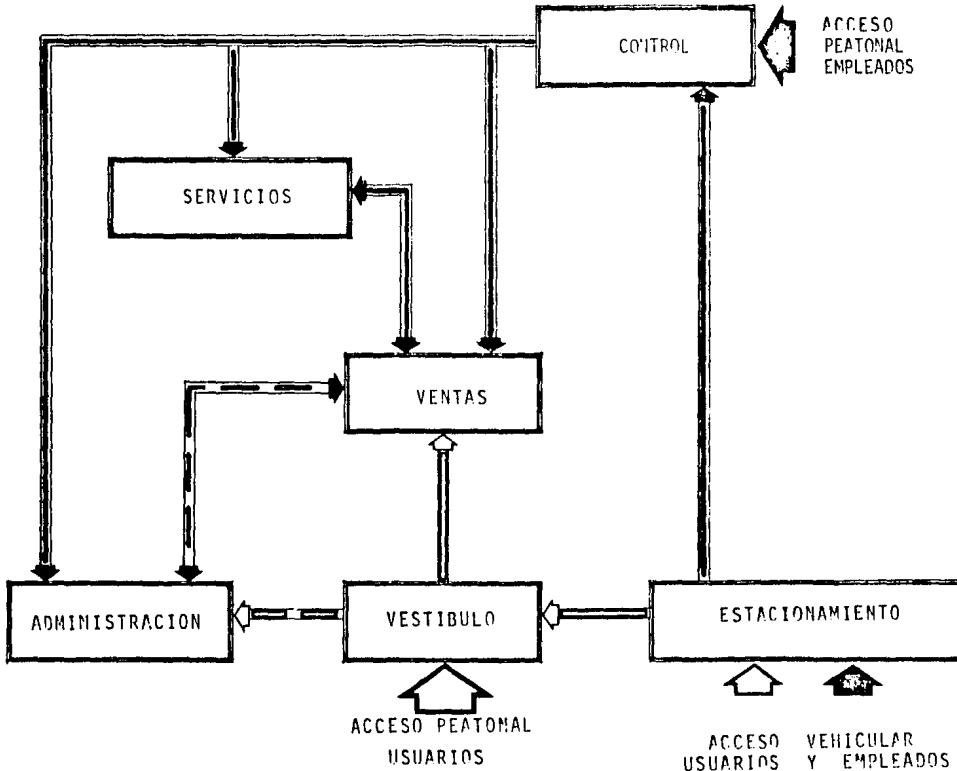 CONTROL
ACCESO
PEATONAL
EMPLEADOS
SERVICIOS
VENTAS
ADMINISTRACION
VESTIBULO
ESTACIONAMIENTO
ACCESO PEATONAL
USUARIOS
ACCESO VEHICULAR
USUARIOS Y EMPLEADOS